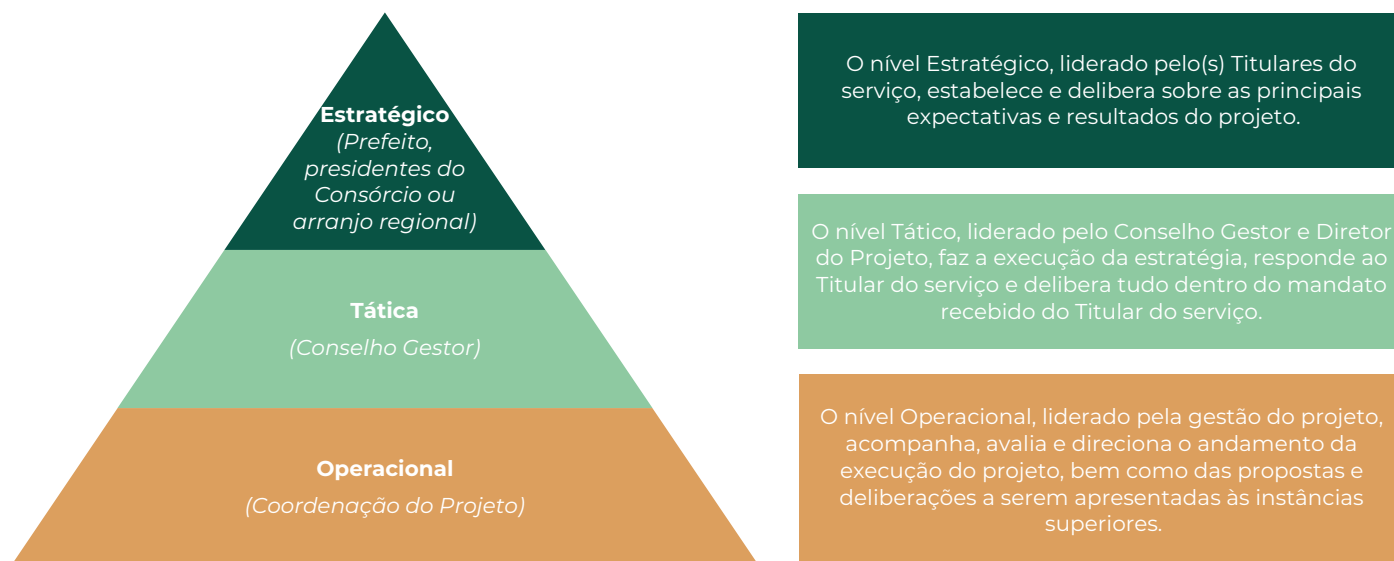 Estratégico
(Prefeito,
presidentes do
Consórcio ou
arranjo regional)
O nível Estratégico, liderado pelo(s) Titulares do
serviço, estabelece e delibera sobre as principais
expectativas e resultados do projeto.
Tática
(Conselho Gestor)
O nível Tático, liderado pelo Conselho Gestor e Diretor
do Projeto, faz a execução da estratégia, responde ao
Titular do serviço e delibera tudo dentro do mandato
recebido do Titular do serviço.
Operacional
(Coordenação do Projeto)
O nível Operacional, liderado pela gestão do projeto,
acompanha, avalia e direciona o andamento da
execução do projeto, bem como das propostas e
deliberações a serem apresentadas às instâncias
superiores.